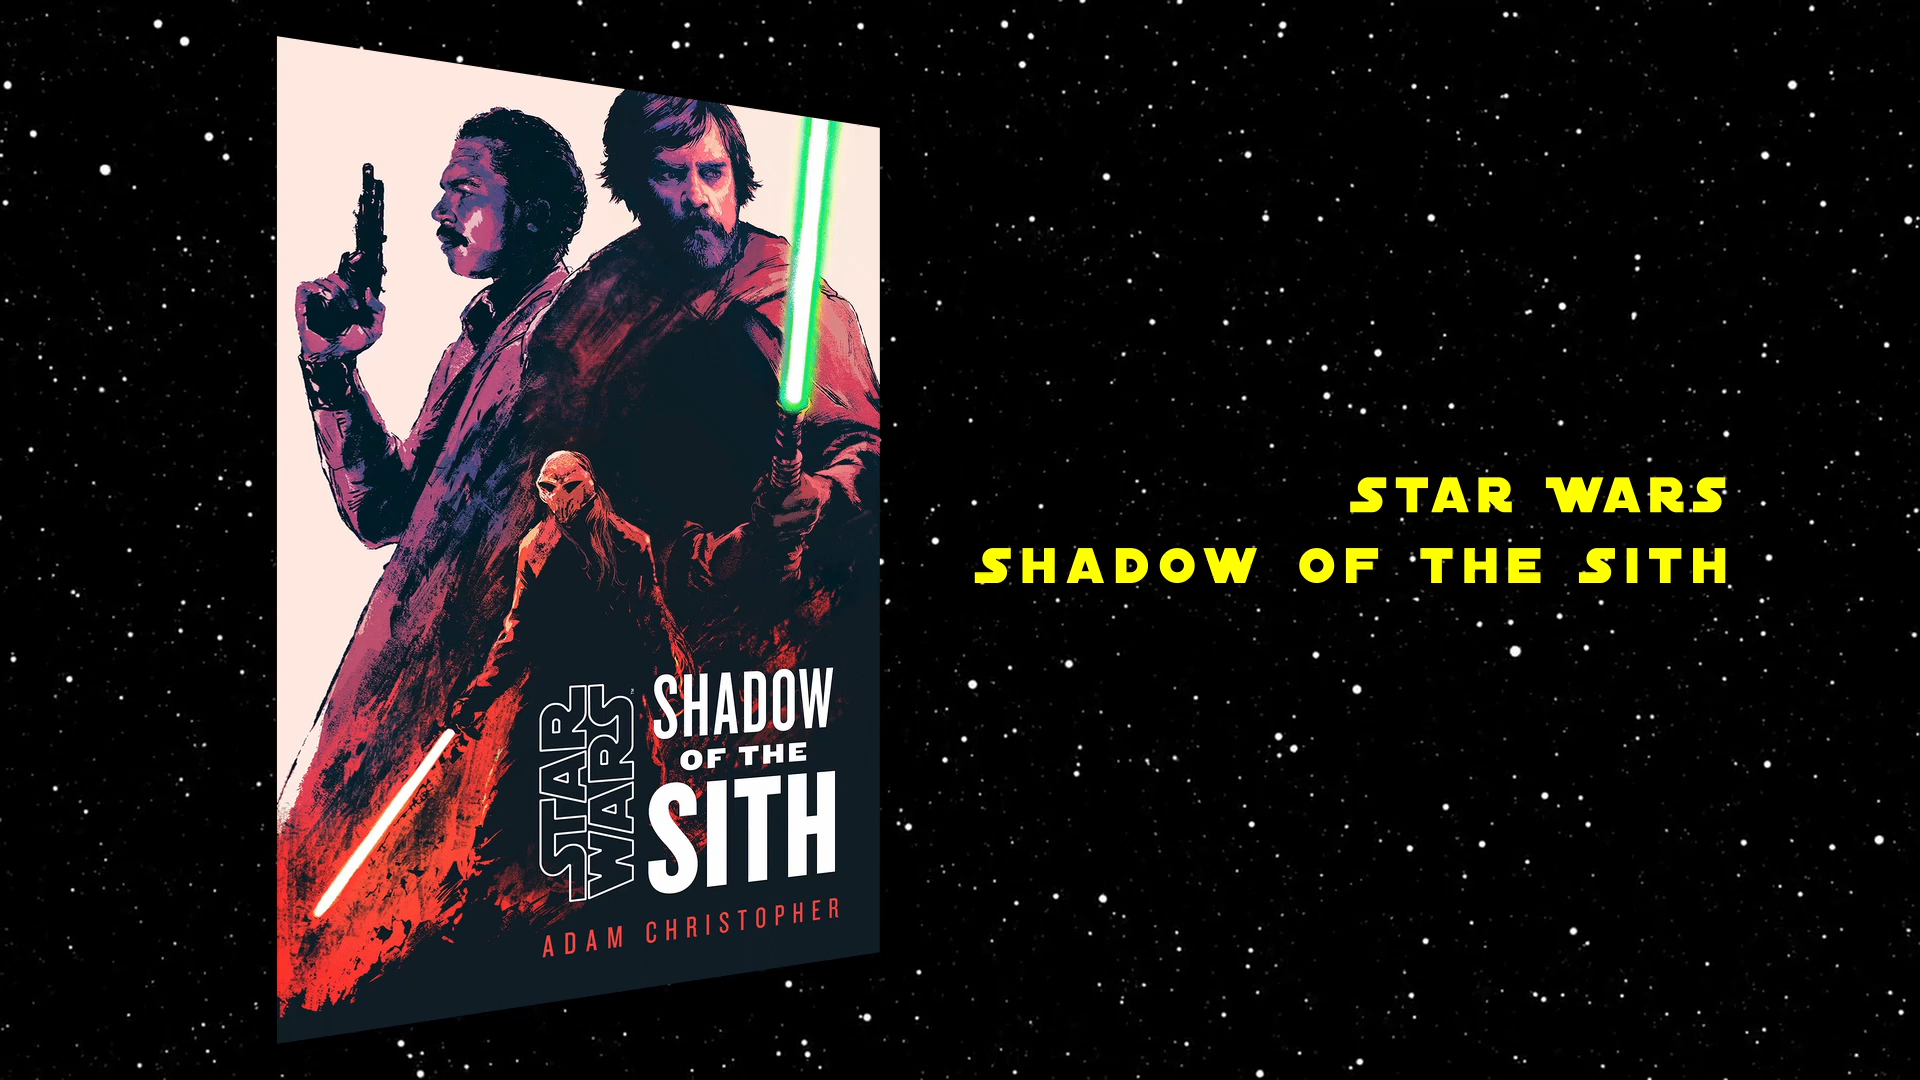 STAR
WARS
SHADOW
OF THE
SITH
ADAM CHRISTOPHER
STAR WARS
SHADOW OF THE SITH